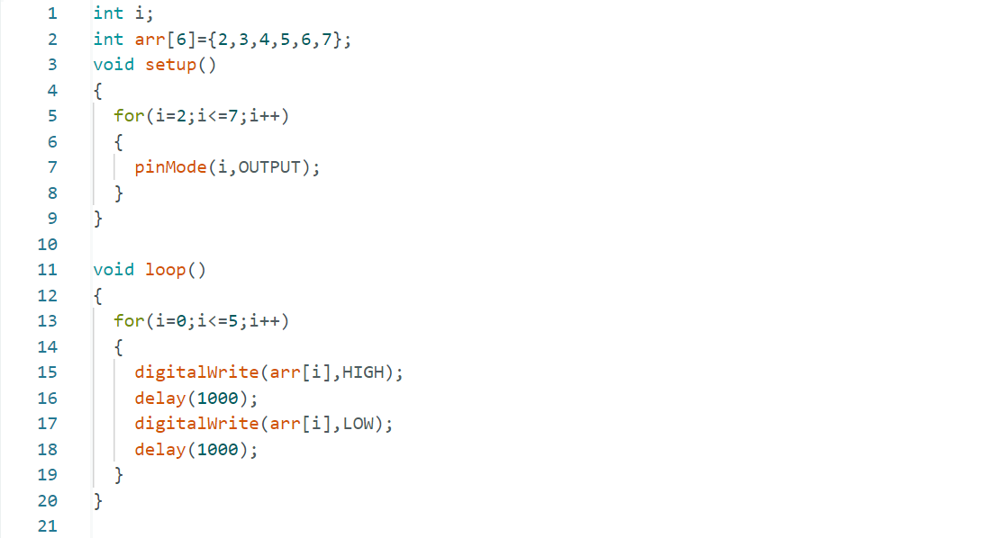 1 int i;
2 int arr[6]={2,3,4,5,6,7};
3 void setup()
4 {
5   for(i=2;i<=7;i++)
6   {
7     pinMode(i,OUTPUT);
8   }
9 }
10
11 void loop()
12 {
13   for(i=0;i<=5;i++)
14   {
15     digitalWrite(arr[i],HIGH);
16     delay(1000);
17     digitalWrite(arr[i],LOW);
18     delay(1000);
19   }
20 }
21